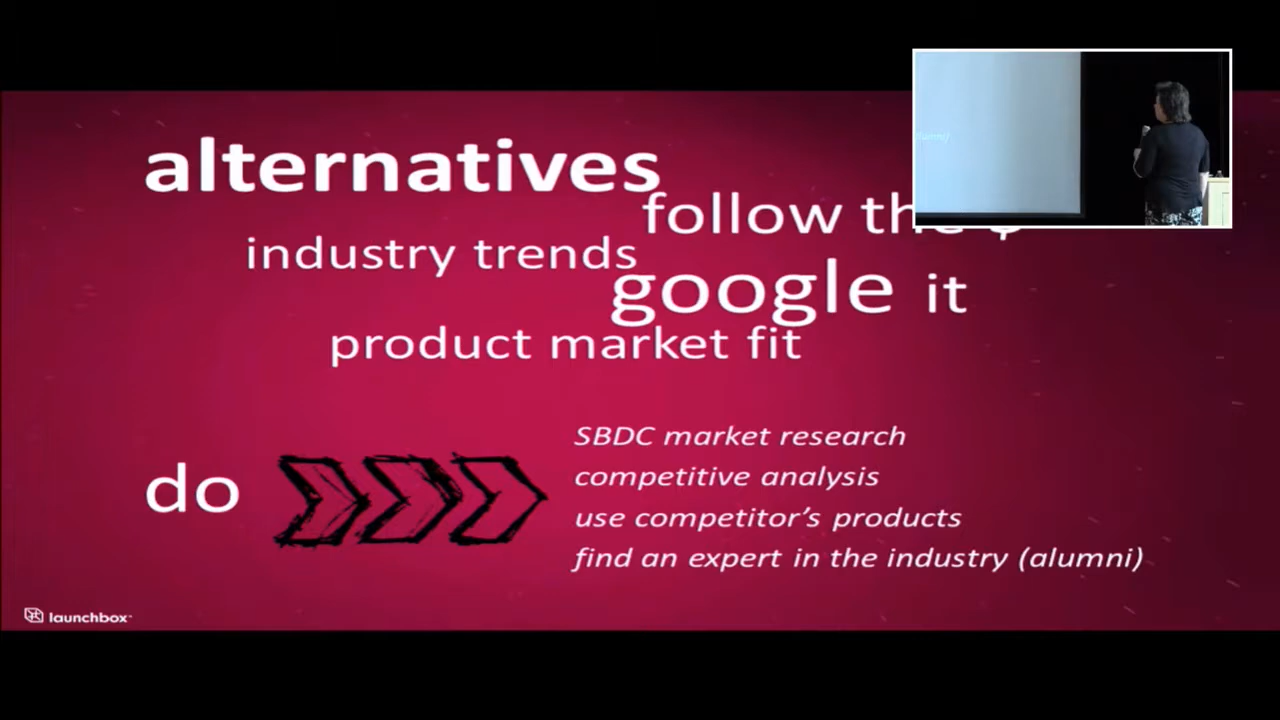 alternatives
follow the $
industry trends
google it
product market fit
do
SBDC market research
competitive analysis
use competitor's products
find an expert in the industry (alumni)
launchbox